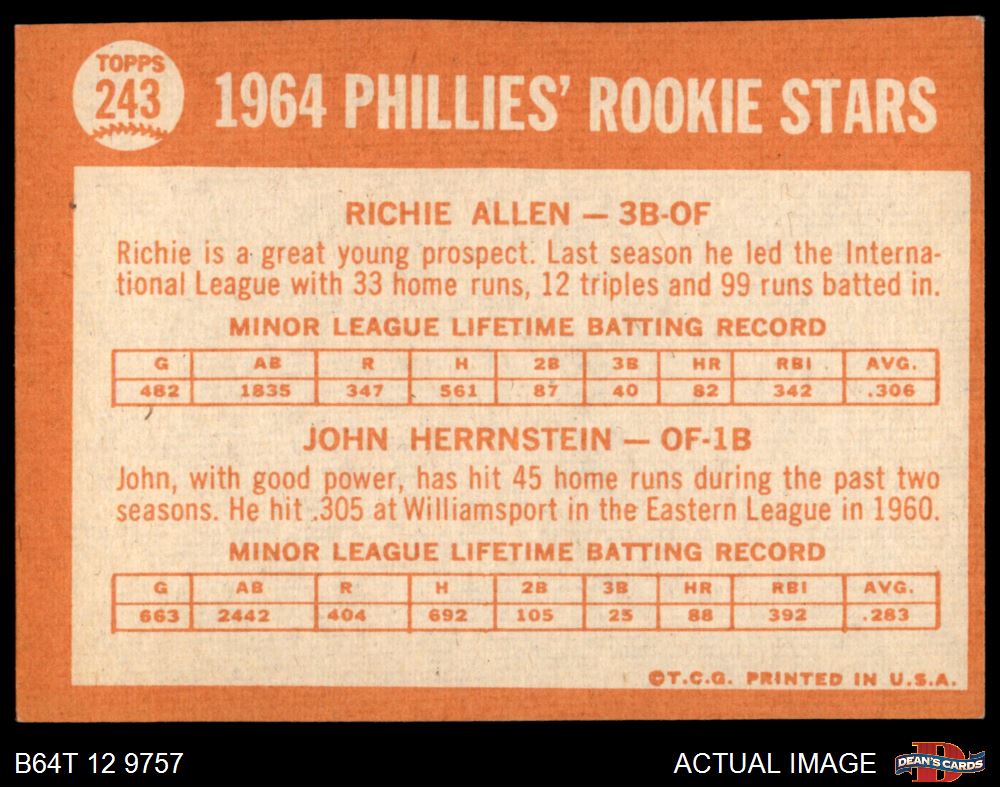 TOPPS
243
1964 PHILLIES' ROOKIE STARS
RICHIE ALLEN — 3B-OF
Richie is a great young prospect. Last season he led the Interna-
tional League with 33 home runs, 12 triples and 99 runs batted in.
MINOR LEAGUE LIFETIME BATTING RECORD
G AB R H 2B 3B HR RBI AVG.
482 1835 347 561 87 40 82 342 .306
JOHN HERRNSTEIN — OF-1B
John, with good power, has hit 45 home runs during the past two
seasons. He hit .305 at Williamsport in the Eastern League in 1960.
MINOR LEAGUE LIFETIME BATTING RECORD
G AB R H 2B 3B HR RBI AVG.
663 2442 404 692 105 25 88 392 .283
©T.C.G. PRINTED IN U.S.A.
B64T 12 9757
ACTUAL IMAGE
DEAN'S CARDS